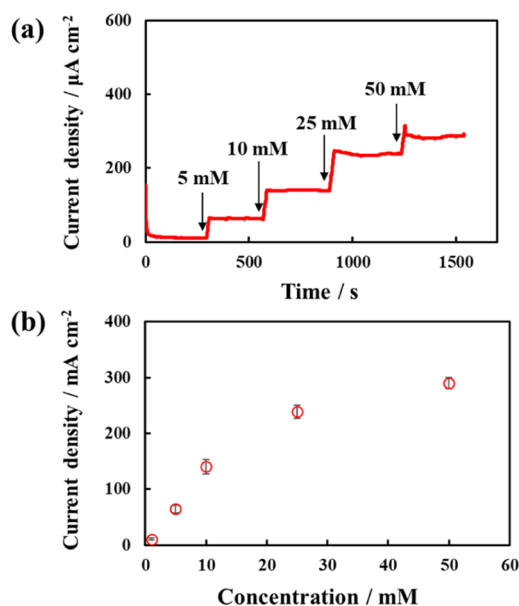 (a)
Current density / μA cm-2
600
400
200
0
5 mM
10 mM
25 mM
50 mM
0
500
1000
1500
Time / s
(b)
Current density / mA cm-2
400
300
200
100
0
0
10
20
30
40
50
60
Concentration / mM